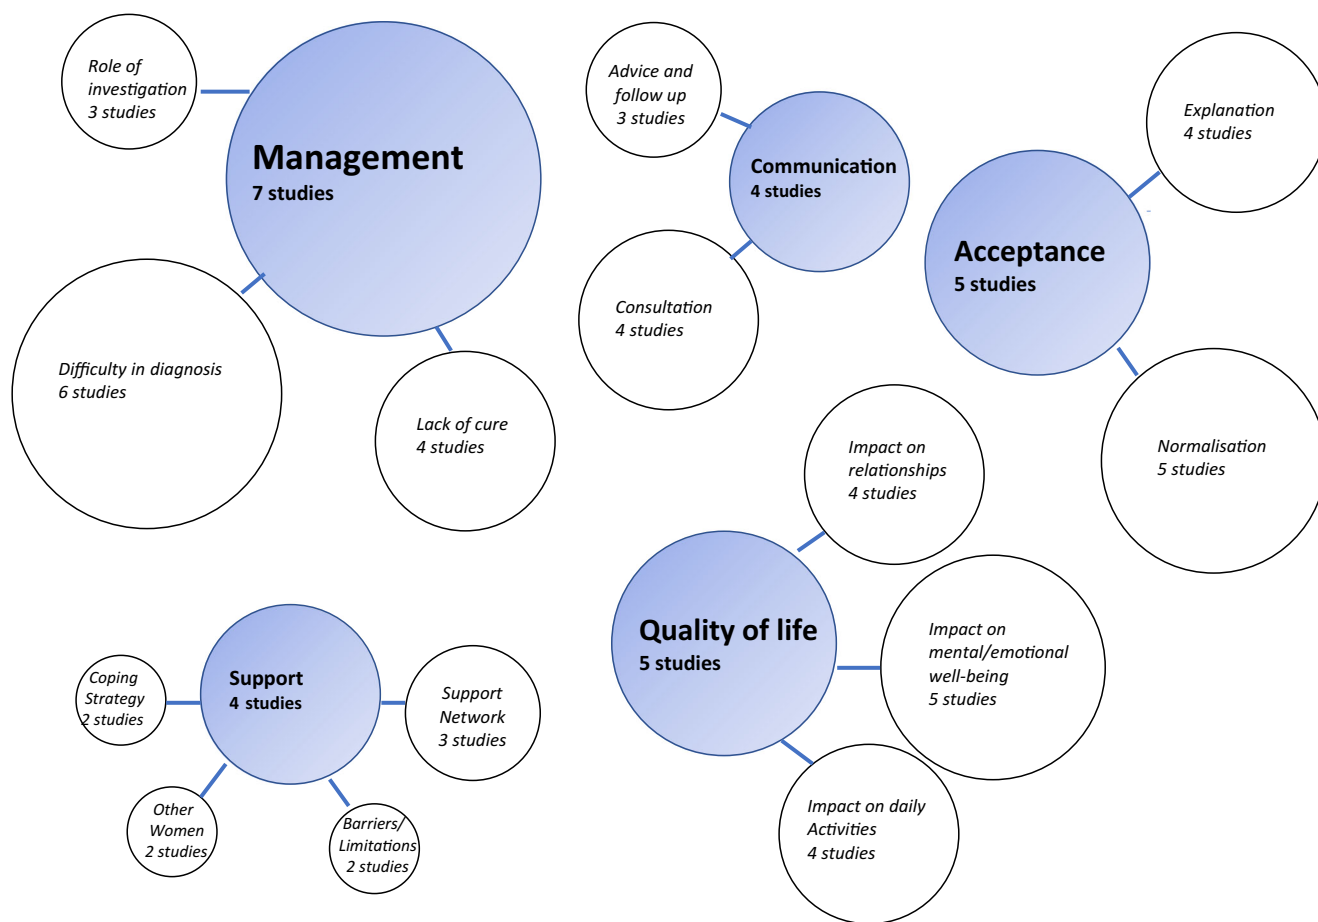 Role of
investigation
3 studies
Management
7 studies
Difficulty in diagnosis
6 studies
Lack of cure
4 studies
Advice and
follow up
3 studies
Communication
4 studies
Consultation
4 studies
Explanation
4 studies
Acceptance
5 studies
Normalisation
5 studies
Impact on
relationships
4 studies
Quality of life
5 studies
Impact on
mental/emotional
well-being
5 studies
Impact on daily
Activities
4 studies
Coping
Strategy
2 studies
Support
4 studies
Support
Network
3 studies
Other
Women
2 studies
Barriers/
Limitations
2 studies